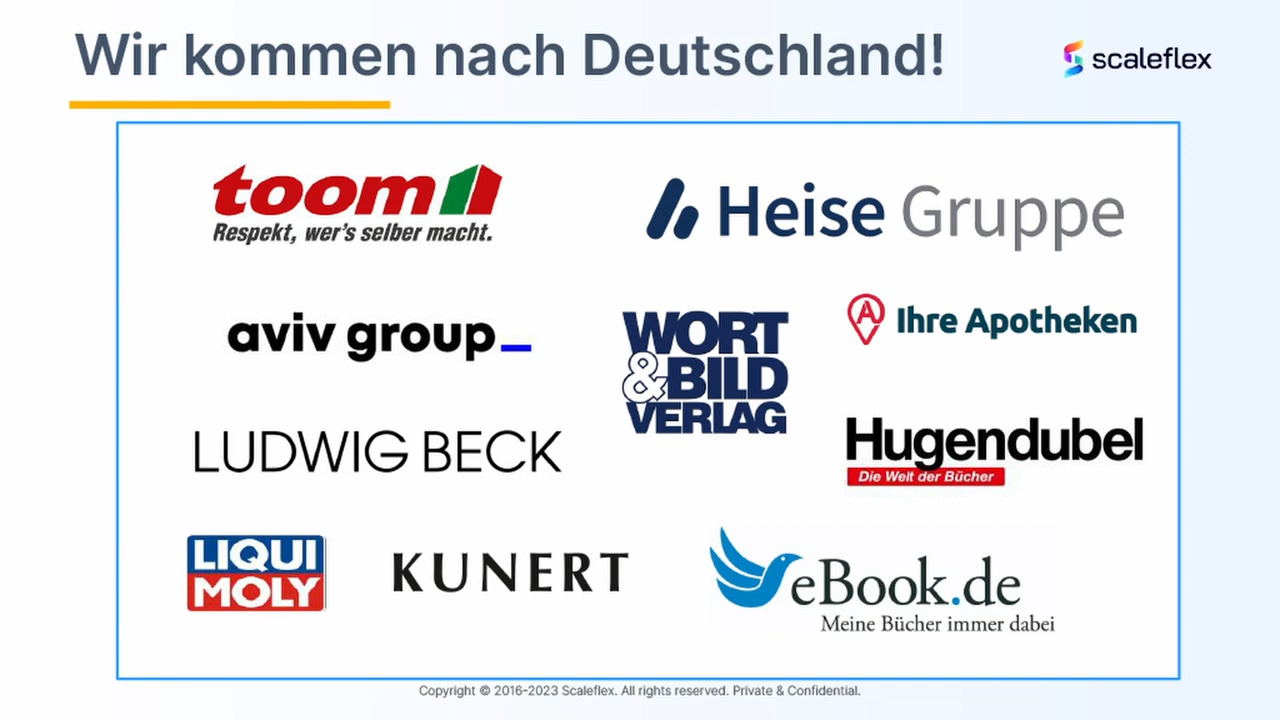 Wir kommen nach Deutschland!
scaleflex
toom
Respekt, wer's selber macht.
Heise Gruppe
aviv group_
WORT
&BILD
VERLAG
A
Ihre Apotheken
LUDWIG BECK
Hugendubel
Die Welt der Bücher
LIQUI
MOLY
KUNERT
eBook.de
Meine Bücher immer dabei
Copyright © 2016-2023 Scaleflex. All rights reserved. Private & Confidential.